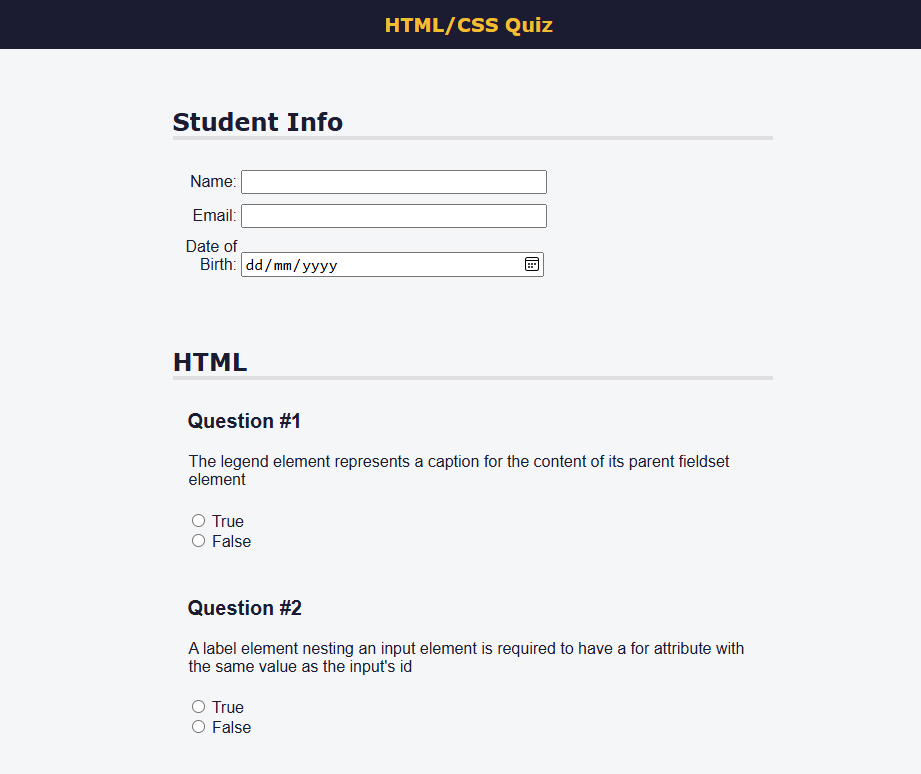 HTML/CSS Quiz
Student Info
Name:
Email:
Date of
Birth:
dd/mm/yyyy
HTML
Question #1
The legend element represents a caption for the content of its parent fieldset
element
True
False
Question #2
A label element nesting an input element is required to have a for attribute with
the same value as the input's id
True
False